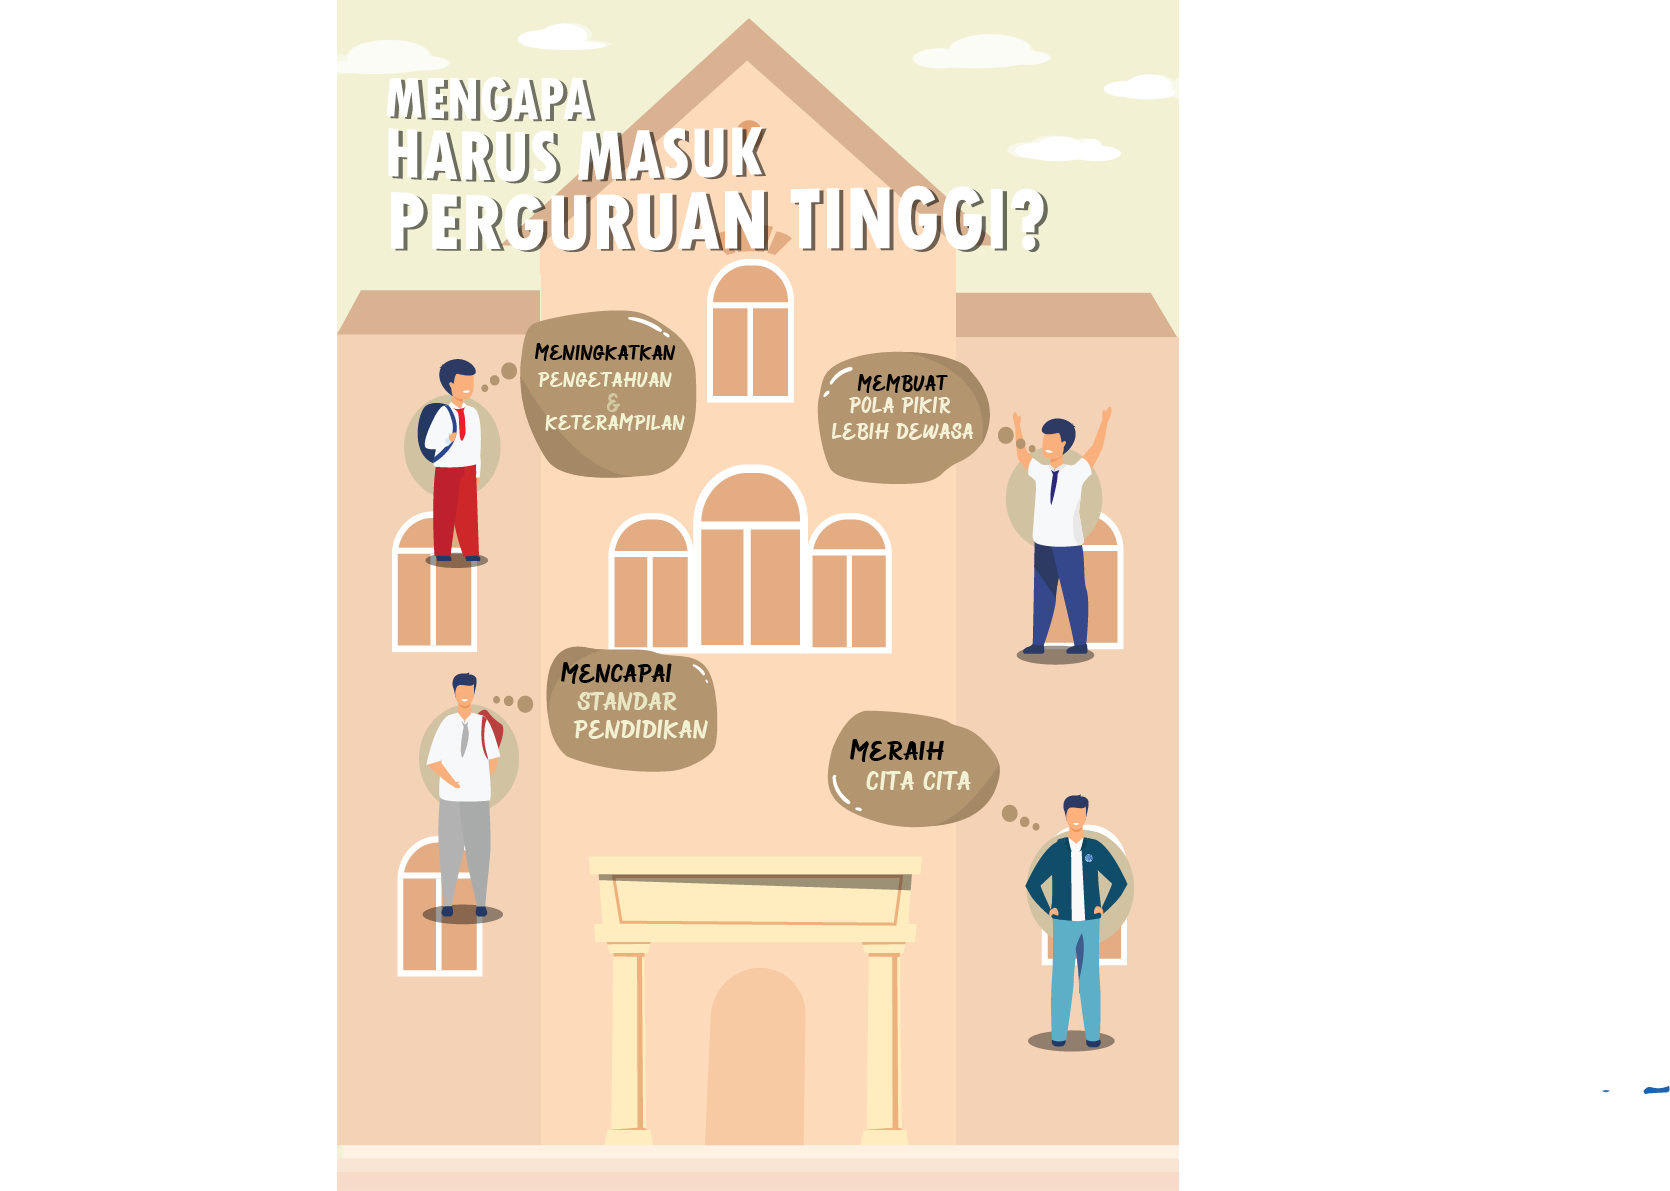 MENGAPA
HARUS MASUK
PERGURUAN TINGGI?
MENINGKATKAN
PENGETAHUAN
&
KETERAMPILAN
MEMBUAT
POLA PIKIR
LEBIH DEWASA
MENCAPAI
STANDAR
PENDIDIKAN
MERAIH
CITA CITA